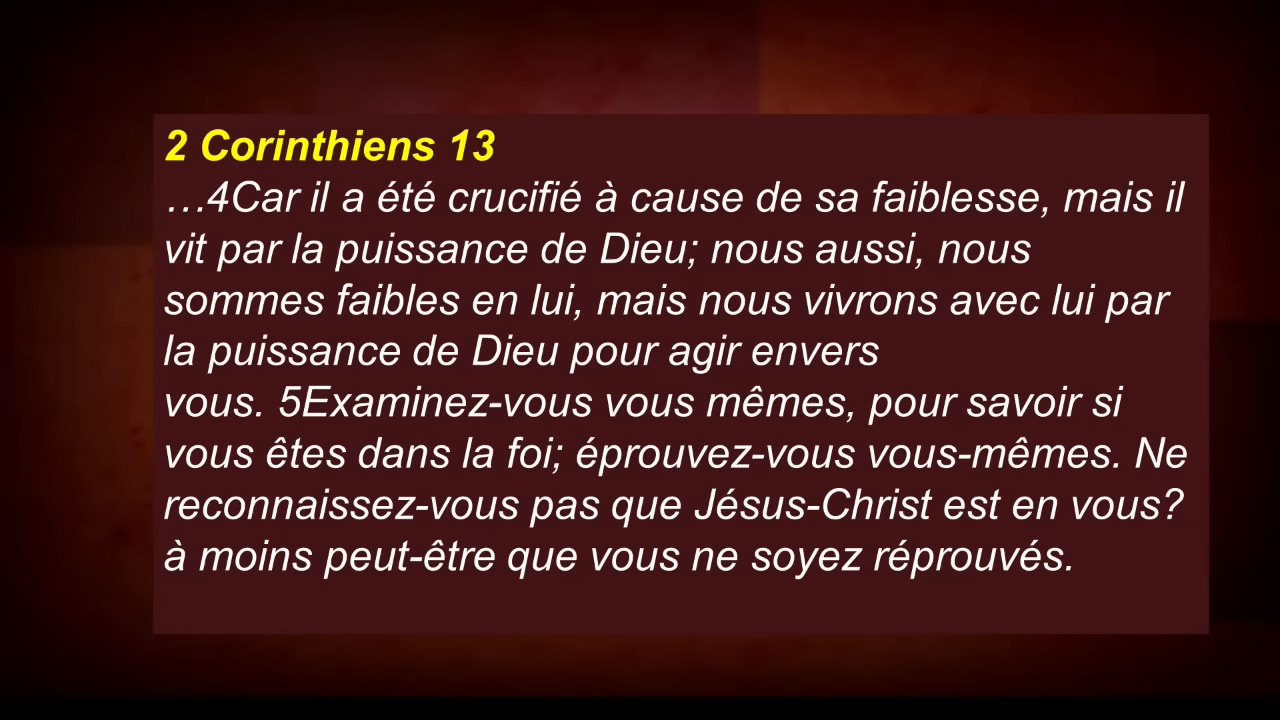 2 Corinthiens 13
…4Car il a été crucifié à cause de sa faiblesse, mais il
vit par la puissance de Dieu; nous aussi, nous
sommes faibles en lui, mais nous vivrons avec lui par
la puissance de Dieu pour agir envers
vous. 5Examinez-vous vous mêmes, pour savoir si
vous êtes dans la foi; éprouvez-vous vous-mêmes. Ne
reconnaissez-vous pas que Jésus-Christ est en vous?
à moins peut-être que vous ne soyez réprouvés.